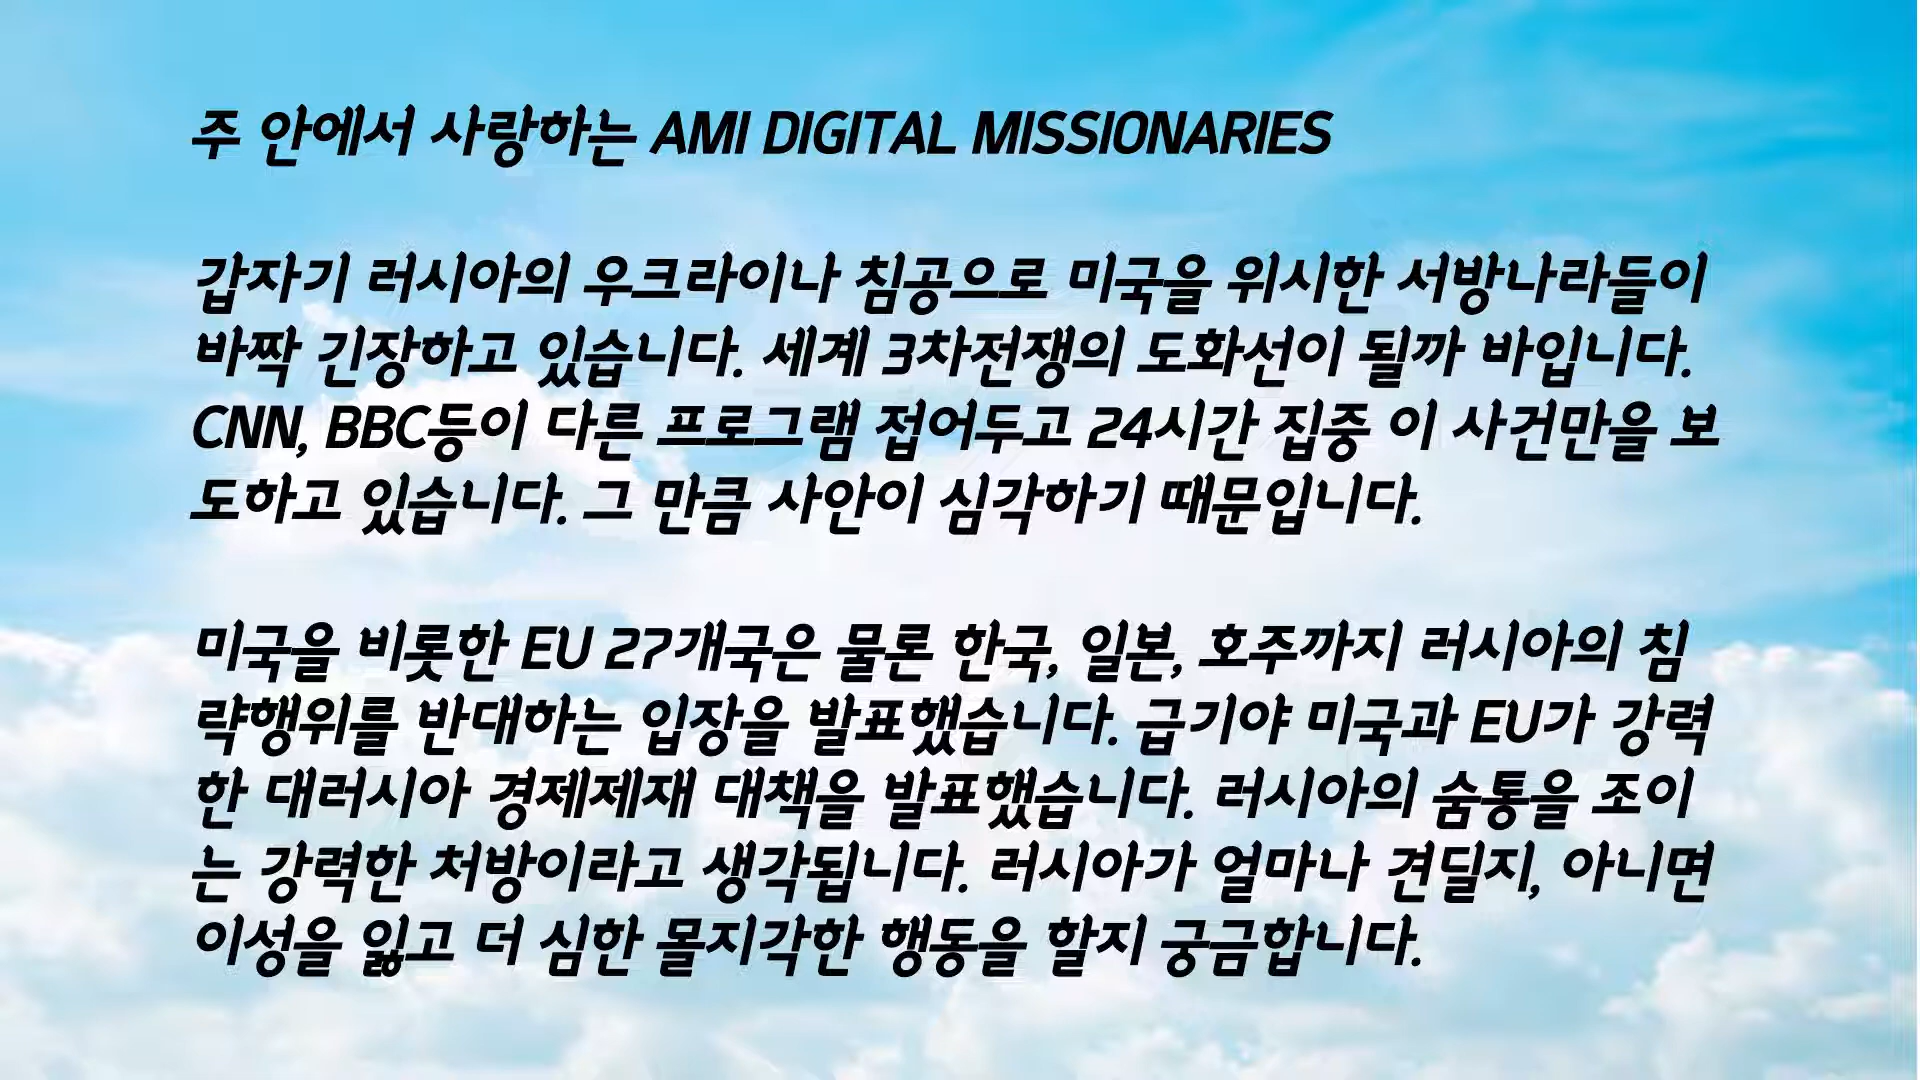 주 안에서 사랑하는 AMI DIGITAL MISSIONARIES
갑자기 러시아의 우크라이나 침공으로 미국을 위시한 서방나라들이
바짝 긴장하고 있습니다. 세계 3차전쟁의 도화선이 될까 바입니다.
CNN, BBC등이 다른 프로그램 접어두고 24시간 집중 이 사건만을 보
도하고 있습니다. 그 만큼 사안이 심각하기 때문입니다.
미국을 비롯한 EU 27개국은 물론 한국, 일본, 호주까지 러시아의 침
략행위를 반대하는 입장을 발표했습니다. 급기야 미국과 EU가 강력
한 대러시아 경제제재 대책을 발표했습니다. 러시아의 숨통을 조이
는 강력한 처방이라고 생각됩니다. 러시아가 얼마나 견딜지, 아니면
이성을 잃고 더 심한 몰지각한 행동을 할지 궁금합니다.